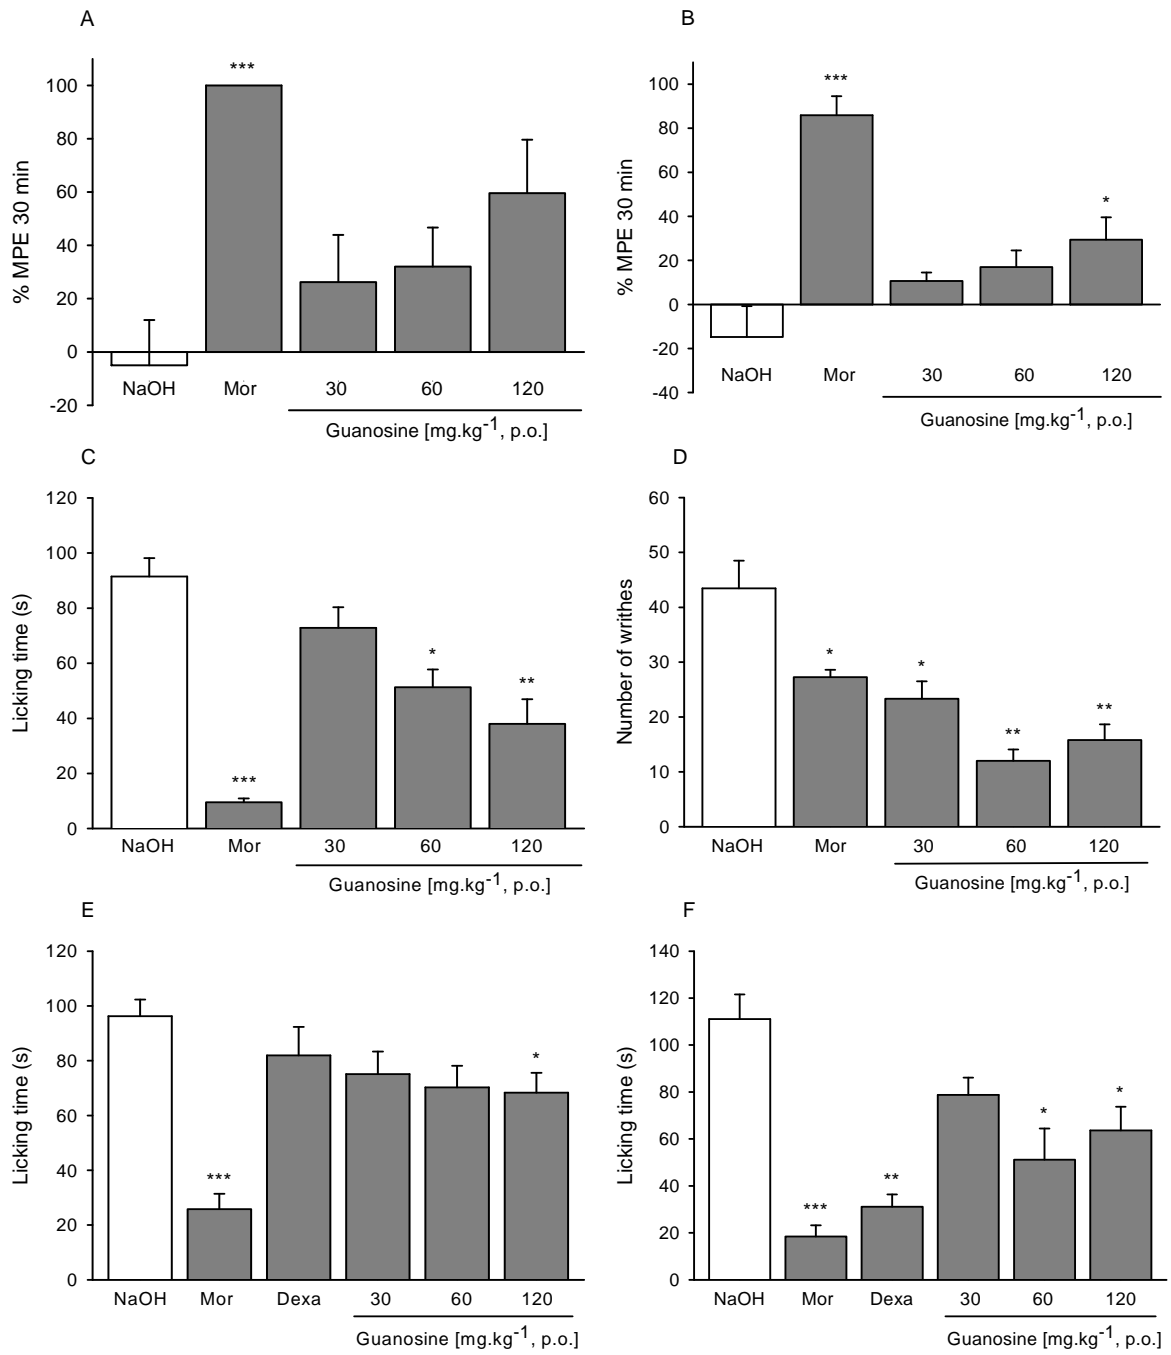 A
% MPE 30 min
100
80
60
40
20
0
-20
***
NaOH Mor 30 60 120
Guanosine [mg.kg-1, p.o.]
B
% MPE 30 min
100
80
60
40
20
0
-20
-40
***
*
NaOH Mor 30 60 120
Guanosine [mg.kg-1, p.o.]
C
Licking time (s)
120
100
80
60
40
20
0
***
*
**
NaOH Mor 30 60 120
Guanosine [mg.kg-1, p.o.]
D
Number of writhes
60
50
40
30
20
10
0
*
*
**
**
NaOH Mor 30 60 120
Guanosine [mg.kg-1, p.o.]
E
Licking time (s)
120
100
80
60
40
20
0
***
*
NaOH Mor Dexa 30 60 120
Guanosine [mg.kg-1, p.o.]
F
Licking time (s)
140
120
100
80
60
40
20
0
***
**
*
*
NaOH Mor Dexa 30 60 120
Guanosine [mg.kg-1, p.o.]